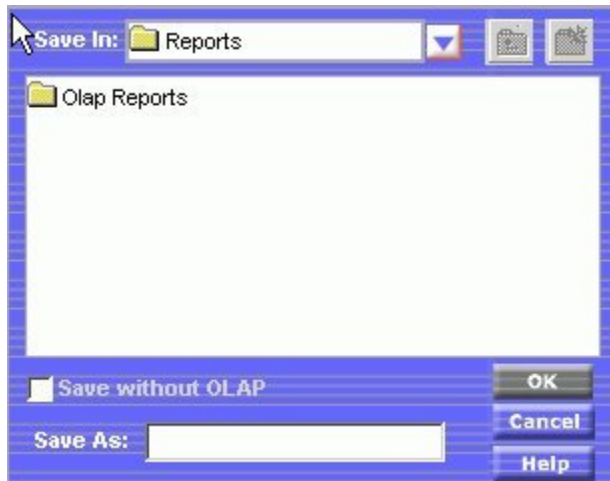 Save In: Reports
Olap Reports
Save without OLAP
OK
Cancel
Save As:
Help